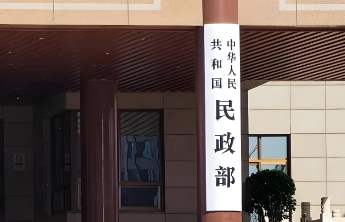 中华人民
共和国
民政部